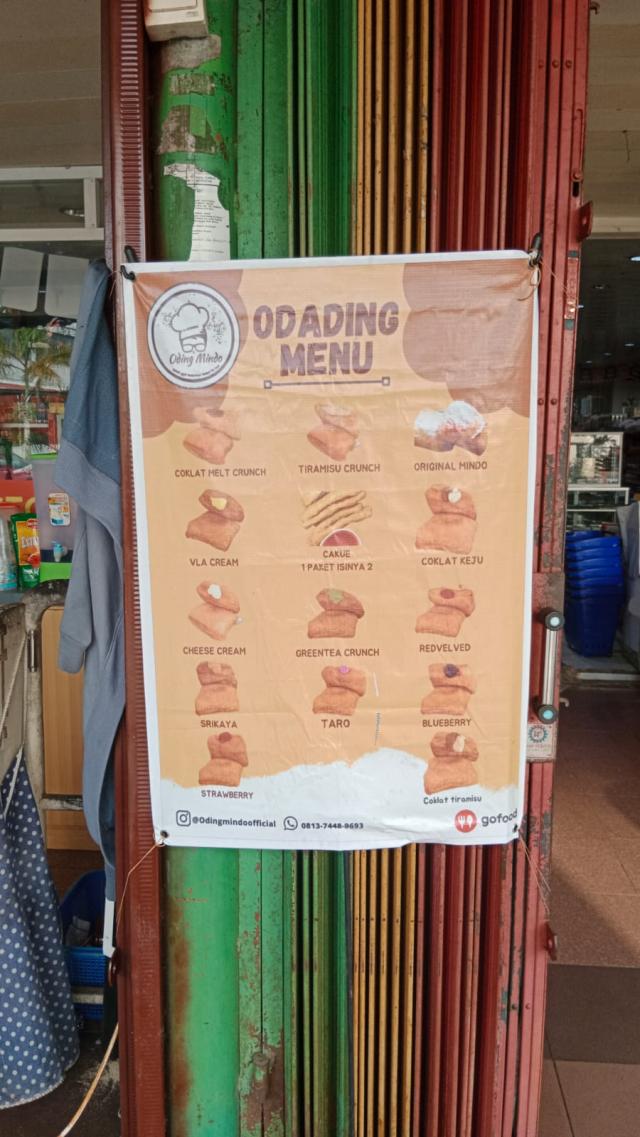 Oding Mindo
ODADING
MENU
COKLAT MELT CRUNCH
TIRAMISU CRUNCH
ORIGINAL MINDO
VLA CREAM
CAKUE
1 PAKET ISINYA 2
COKLAT KEJU
CHEESE CREAM
GREENTEA CRUNCH
REDVELVED
SRIKAYA
TARO
BLUEBERRY
STRAWBERRY
Coklat tiramisu
@Odingmindoofficial
0813-7448-9693
gofood